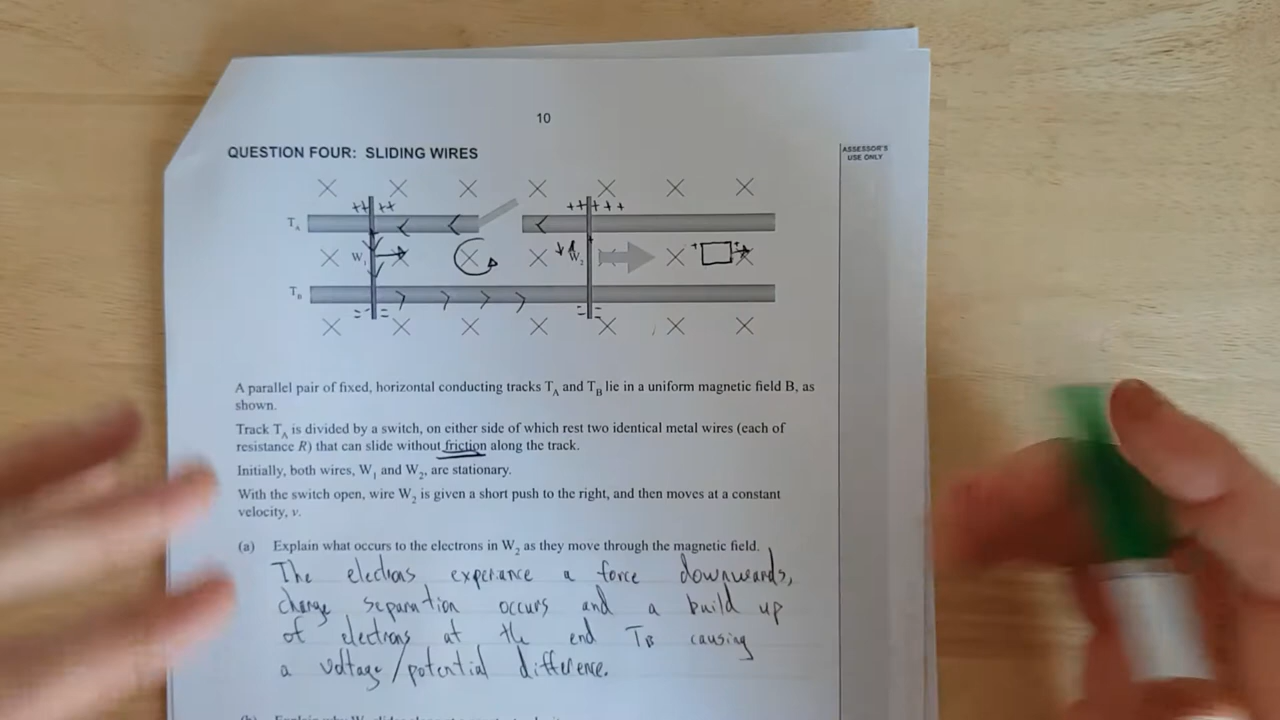 10
QUESTION FOUR: SLIDING WIRES
ASSESSOR'S
USE ONLY
T_A
W_1
W_2
T_B
A parallel pair of fixed, horizontal conducting tracks T_A and T_B lie in a uniform magnetic field B, as
shown.
Track T_A is divided by a switch, on either side of which rest two identical metal wires (each of
resistance R) that can slide without friction along the track.
Initially, both wires, W_1 and W_2, are stationary.
With the switch open, wire W_2 is given a short push to the right, and then moves at a constant
velocity, v.
(a) Explain what occurs to the electrons in W_2 as they move through the magnetic field.
The electrons experiance a force downwards,
charge separation occurs and a build up
of electrons at the end T_B causing
a voltage/potential difference.